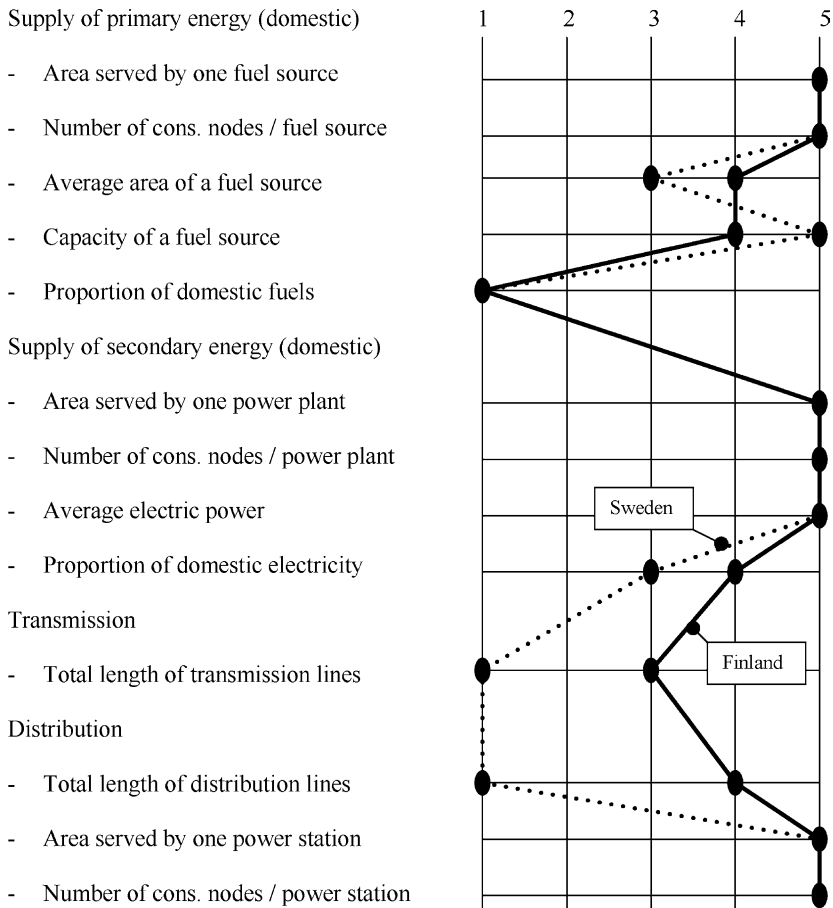 Supply of primary energy (domestic) 1 2 3 4 5
- Area served by one fuel source
- Number of cons. nodes / fuel source
- Average area of a fuel source
- Capacity of a fuel source
- Proportion of domestic fuels
Supply of secondary energy (domestic)
- Area served by one power plant
- Number of cons. nodes / power plant
- Average electric power
Sweden
- Proportion of domestic electricity
Transmission
Finland
- Total length of transmission lines
Distribution
- Total length of distribution lines
- Area served by one power station
- Number of cons. nodes / power station